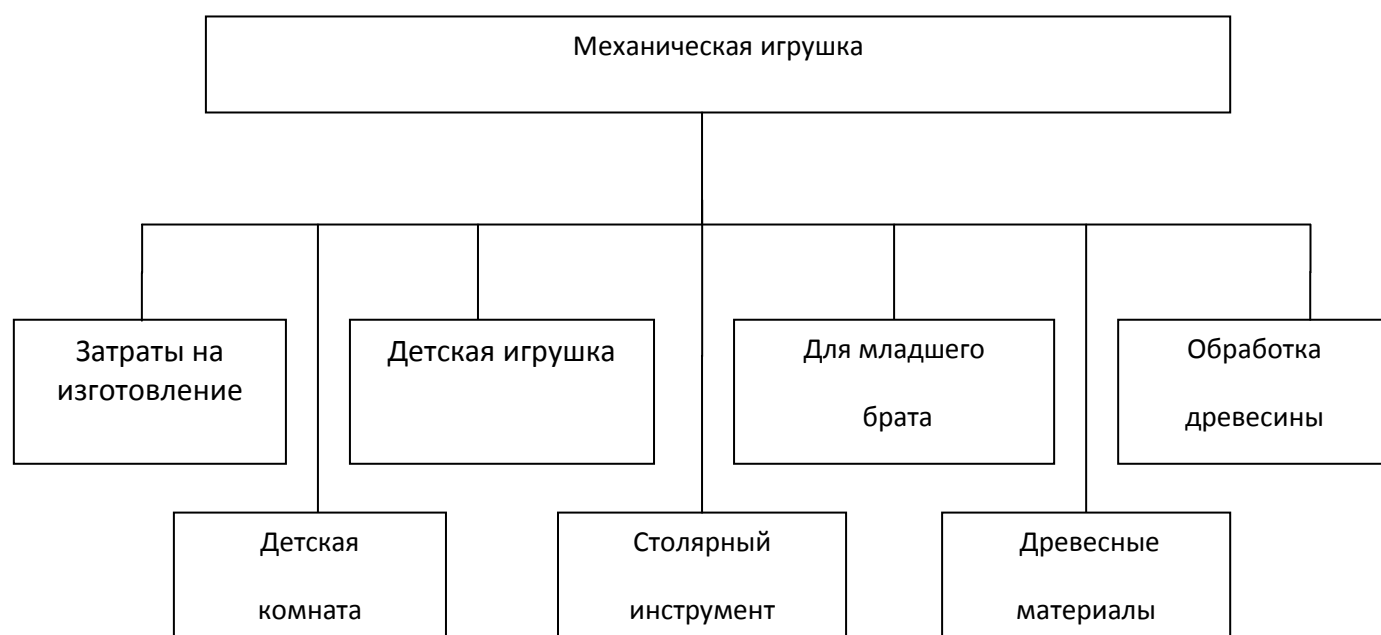 Механическая игрушка
Затраты на
изготовление
Детская игрушка
Для младшего
брата
Обработка
древесины
Детская
комната
Столярный
инструмент
Древесные
материалы